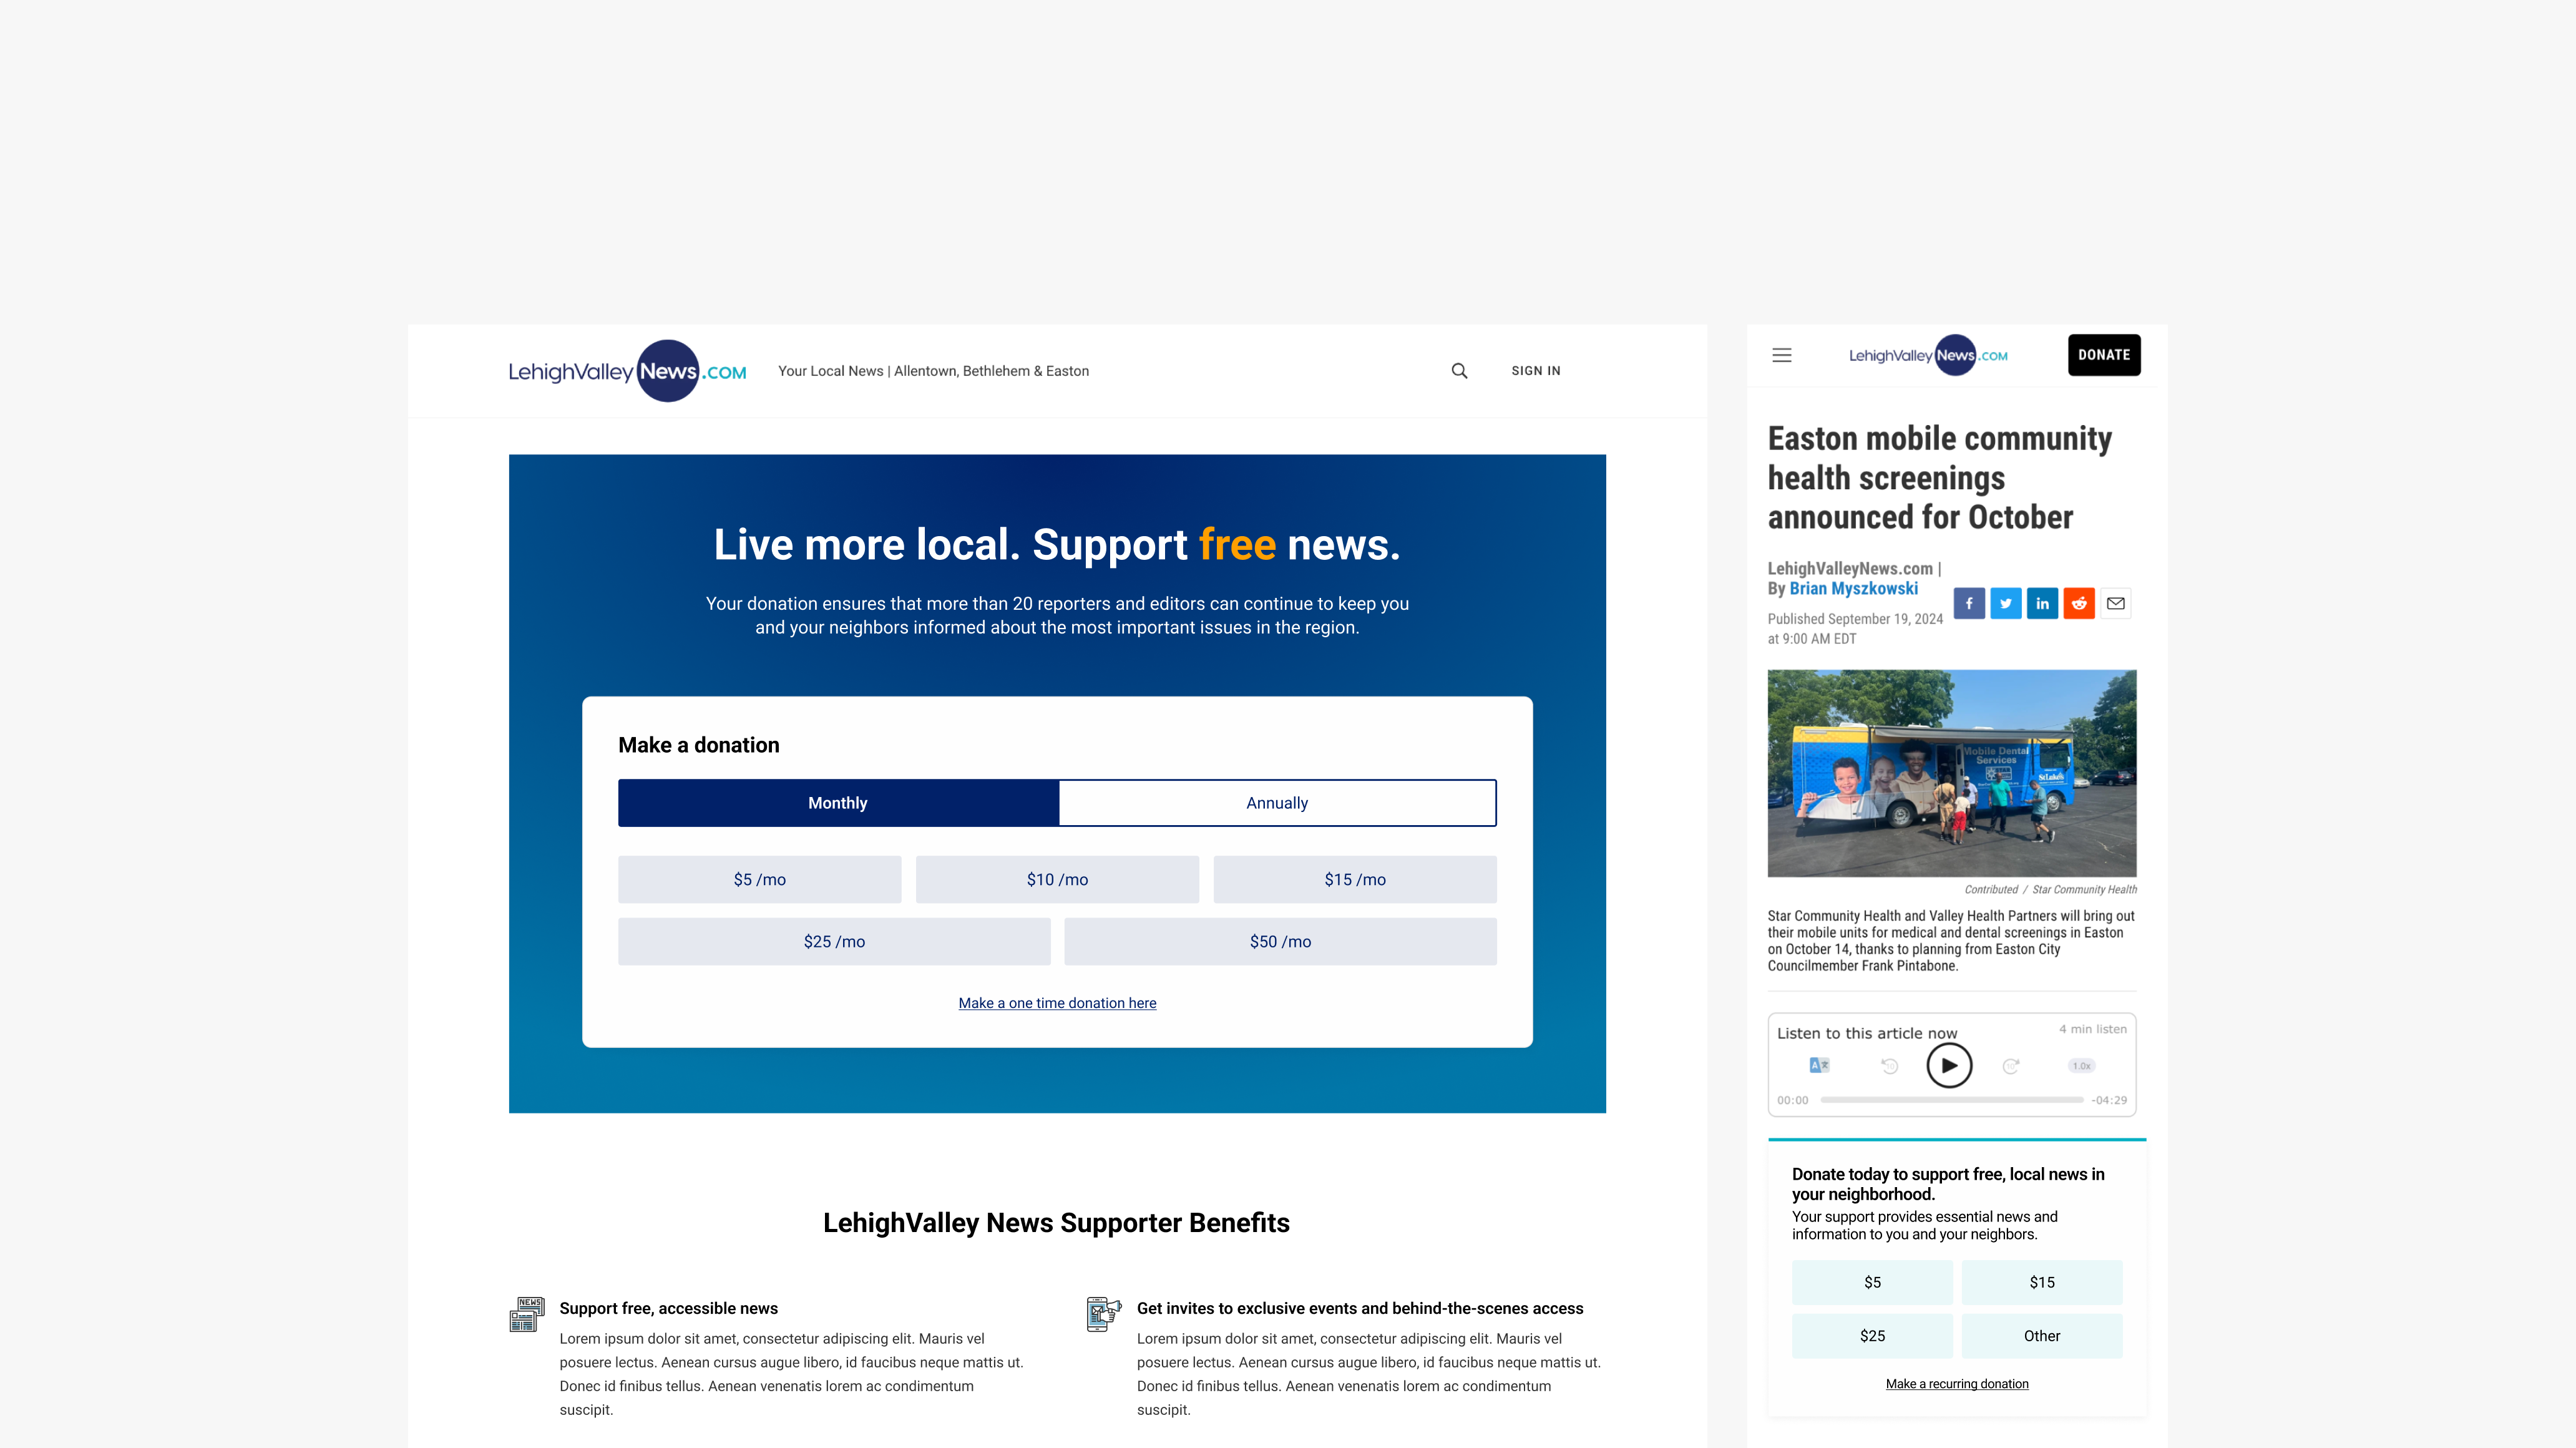 LehighValley News .COM
Your Local News | Allentown, Bethlehem & Easton
SIGN IN
Live more local. Support free news.
Your donation ensures that more than 20 reporters and editors can continue to keep you
and your neighbors informed about the most important issues in the region.
Make a donation
Monthly
Annually
$5 /mo
$10 /mo
$15 /mo
$25 /mo
$50 /mo
Make a one time donation here
LehighValley News Supporter Benefits
NEWS
Support free, accessible news
Lorem ipsum dolor sit amet, consectetur adipiscing elit. Mauris vel
posuere lectus. Aenean cursus augue libero, id faucibus neque mattis ut.
Donec id finibus tellus. Aenean venenatis lorem ac condimentum
suscipit.
Get invites to exclusive events and behind-the-scenes access
Lorem ipsum dolor sit amet, consectetur adipiscing elit. Mauris vel
posuere lectus. Aenean cursus augue libero, id faucibus neque mattis ut.
Donec id finibus tellus. Aenean venenatis lorem ac condimentum
suscipit.
LehighValley News .COM
DONATE
Easton mobile community
health screenings
announced for October
LehighValleyNews.com |
By Brian Myszkowski
Published September 19, 2024
at 9:00 AM EDT
f
in
Mobile Dental
Services
St Luke's
Contributed / Star Community Health
Star Community Health and Valley Health Partners will bring out
their mobile units for medical and dental screenings in Easton
on October 14, thanks to planning from Easton City
Councilmember Frank Pintabone.
Listen to this article now
4 min listen
A
10
10
1.0x
00:00
-04:29
Donate today to support free, local news in
your neighborhood.
Your support provides essential news and
information to you and your neighbors.
$5
$15
$25
Other
Make a recurring donation